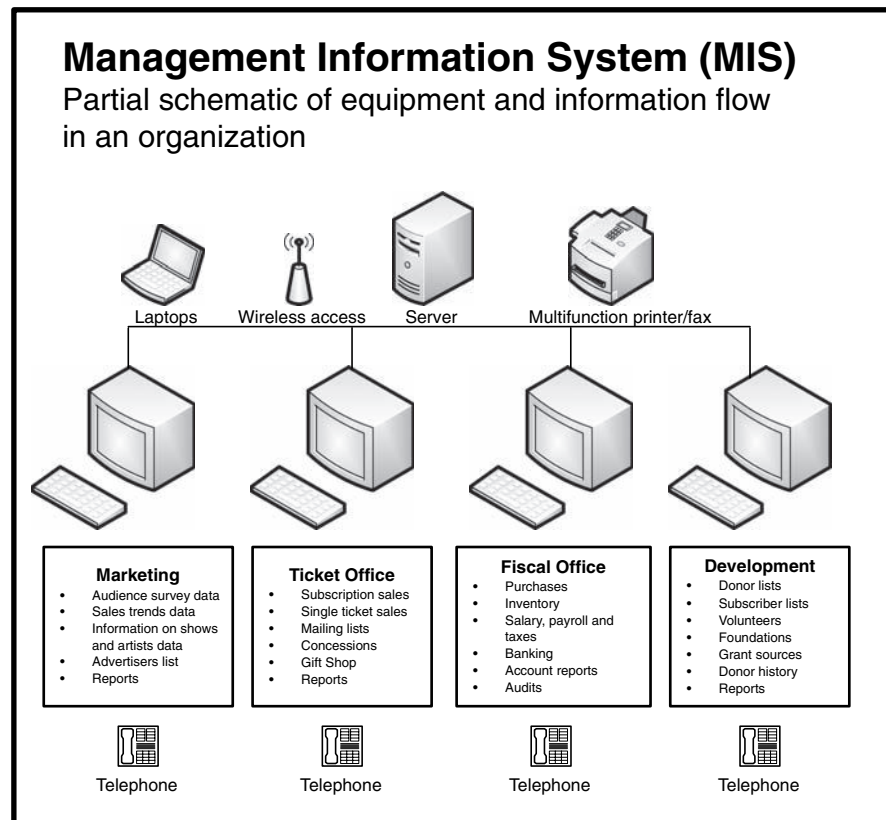 Management Information System (MIS)
Partial schematic of equipment and information flow
in an organization
Laptops
Wireless access
Server
Multifunction printer/fax
Marketing
• Audience survey data
• Sales trends data
• Information on shows
and artists data
• Advertisers list
• Reports
Ticket Office
• Subscription sales
• Single ticket sales
• Mailing lists
• Concessions
• Gift Shop
• Reports
Fiscal Office
• Purchases
• Inventory
• Salary, payroll and
taxes
• Banking
• Account reports
• Audits
Development
• Donor lists
• Subscriber lists
• Volunteers
• Foundations
• Grant sources
• Donor history
• Reports
Telephone
Telephone
Telephone
Telephone